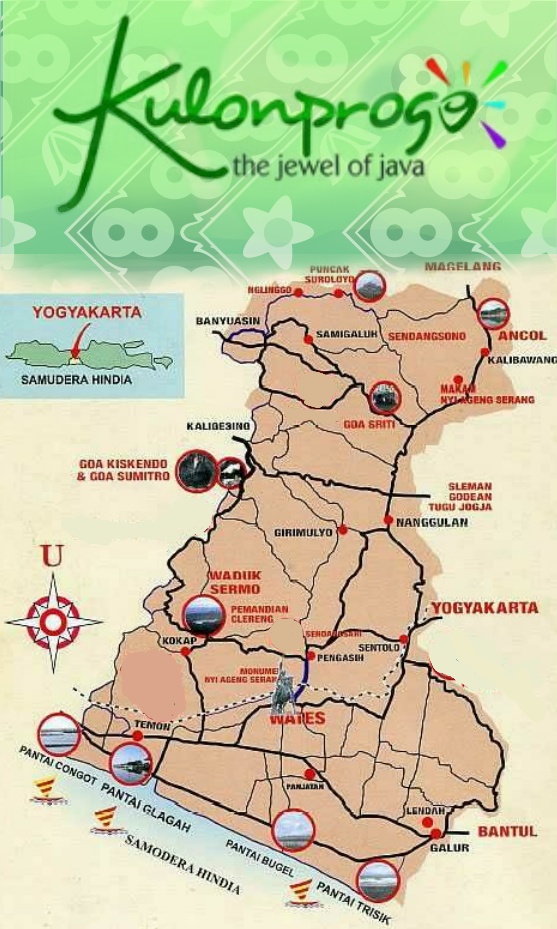 Kulonprogo
the jewel of java
PUNCAK
SUROLOYO
MAGELANG
NGLINGGO
YOGYAKARTA
SAMUDERA HINDIA
BANYUASIN
SAMIGALUH
SENDANGSONO
ANCOL
KALIBAWANG
MAKAM
NYI AGENG SERANG
GOA SRITI
KALIGESING
GOA KISKENDO
& GOA SUMITRO
SLEMAN
GODEAN
TUGU JOGJA
NANGGULAN
GIRIMULYO
U
WADUK
SERMO
PEMANDIAN
CLERENG
YOGYAKARTA
KOKAP
SENDANGSARI
SENTOLO
PENGASIH
MONUMEN
NYI AGENG SERANG
WATES
TEMON
PANTAI CONGOT
PANTAI GLAGAH
PANJATAN
LENDAH
BANTUL
GALUR
PANTAI BUGEL
SAMODERA HINDIA
PANTAI TRISIK